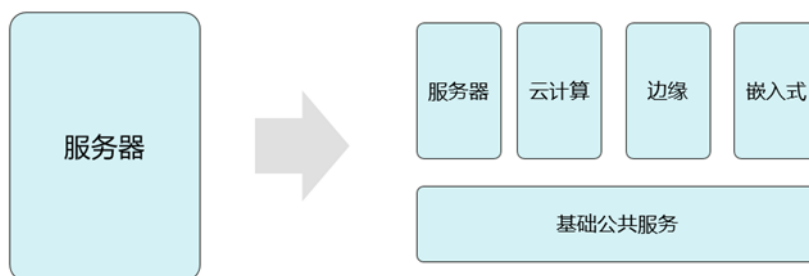 服务器
服务器
云计算
边缘
嵌入式
基础公共服务